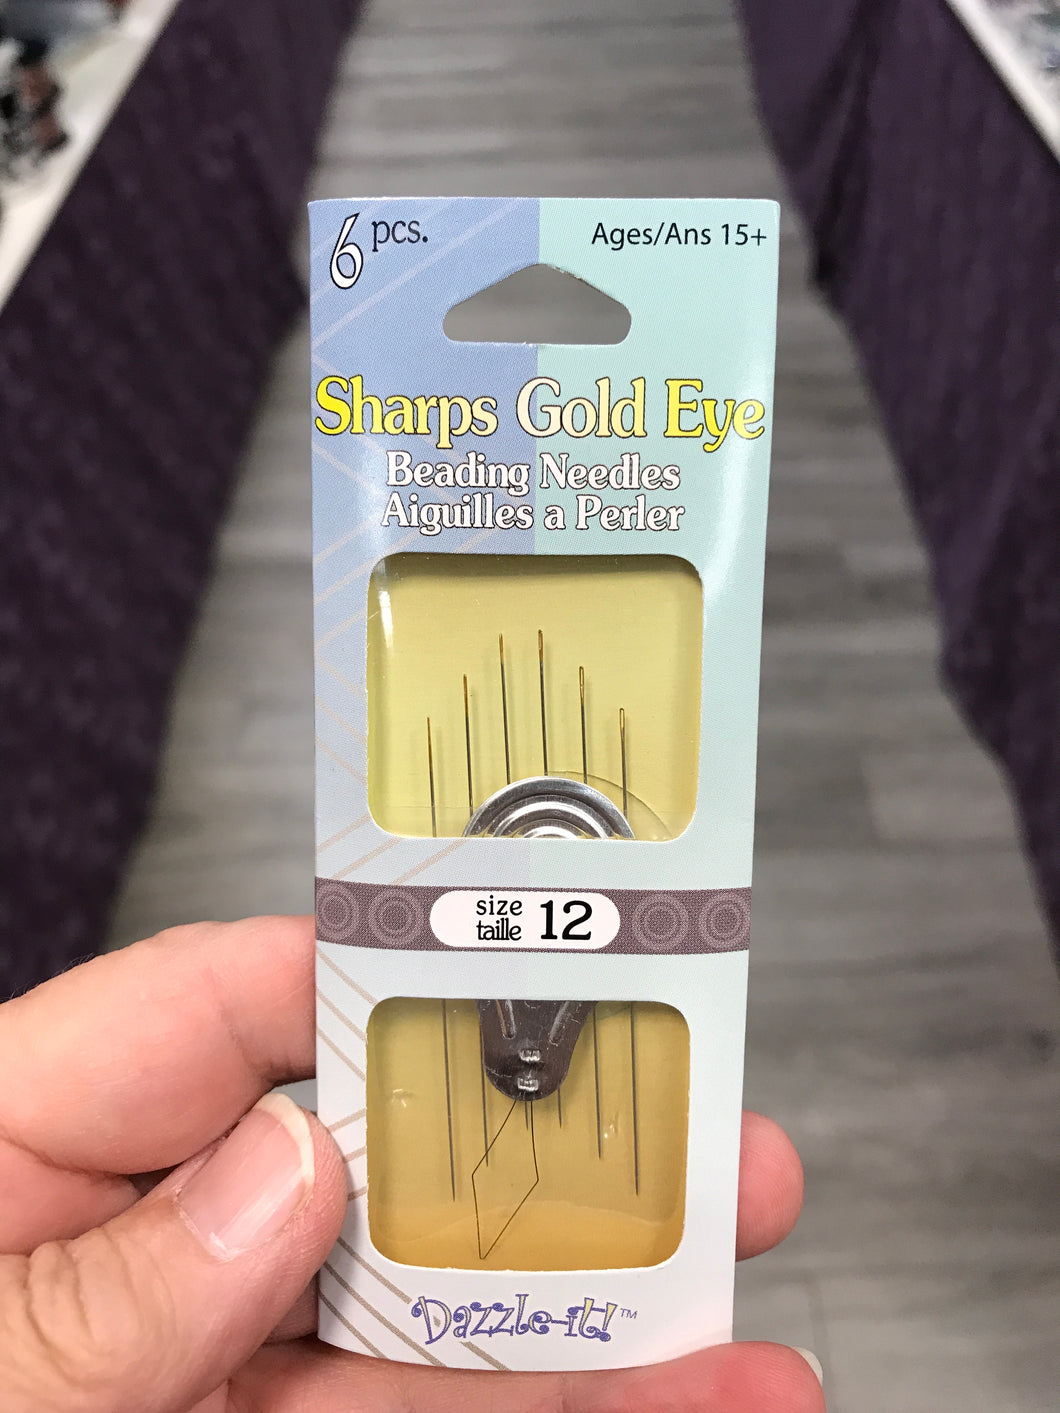 6 pcs.
Ages/Ans 15+
Sharps Gold Eye
Beading Needles
Aiguilles a Perler
size
taille 12
Dazzle-it!™